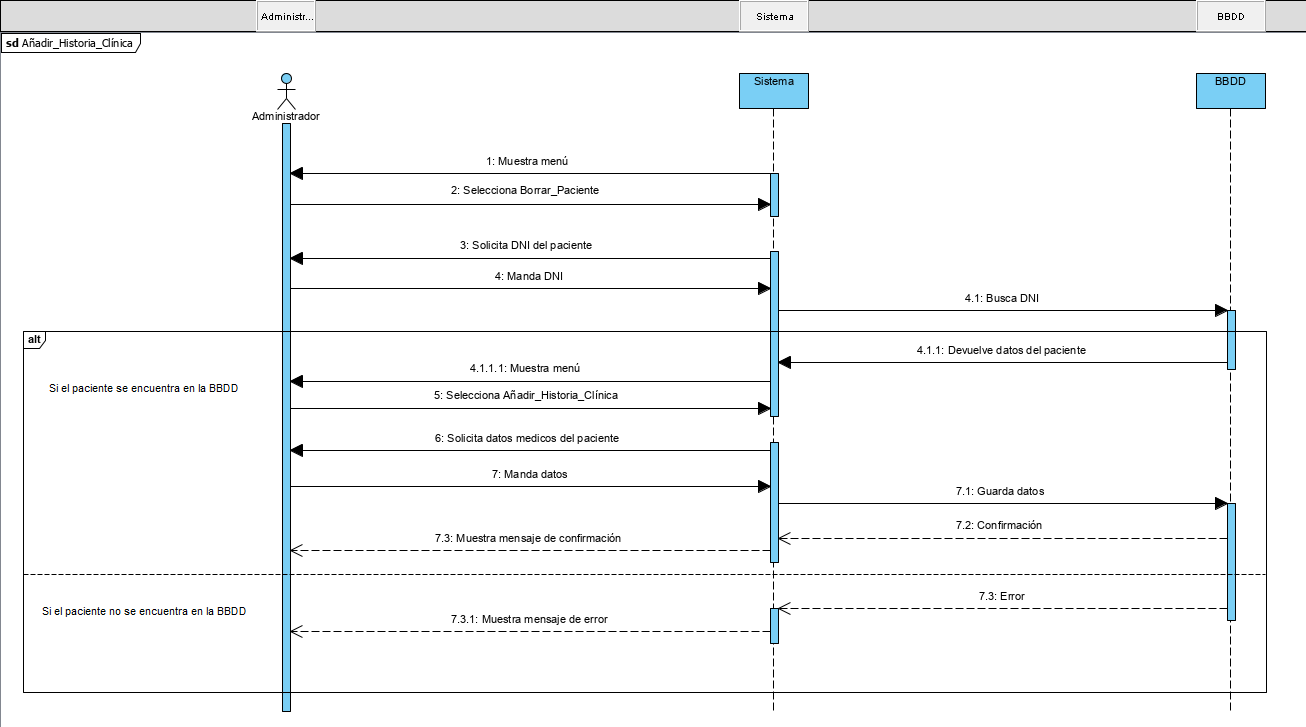 Administr... Sistema BBDD
sd Añadir_Historia_Clínica
Sistema BBDD
Administrador
1: Muestra menú
2: Selecciona Borrar_Paciente
3: Solicita DNI del paciente
4: Manda DNI
4.1: Busca DNI
alt
4.1.1: Devuelve datos del paciente
4.1.1.1: Muestra menú
Si el paciente se encuentra en la BBDD
5: Selecciona Añadir_Historia_Clínica
6: Solicita datos medicos del paciente
7: Manda datos
7.1: Guarda datos
7.2: Confirmación
7.3: Muestra mensaje de confirmación
7.3: Error
Si el paciente no se encuentra en la BBDD
7.3.1: Muestra mensaje de error